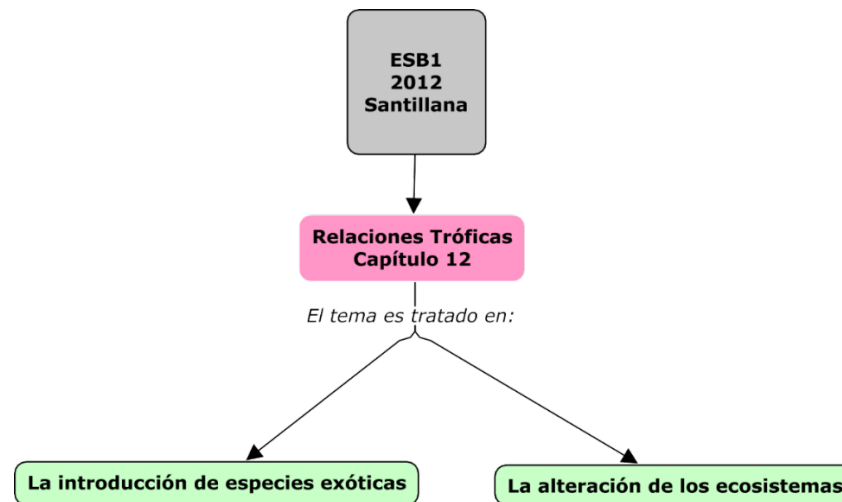 ESB1
2012
Santillana
Relaciones Tróficas
Capítulo 12
El tema es tratado en:
La introducción de especies exóticas
La alteración de los ecosistemas